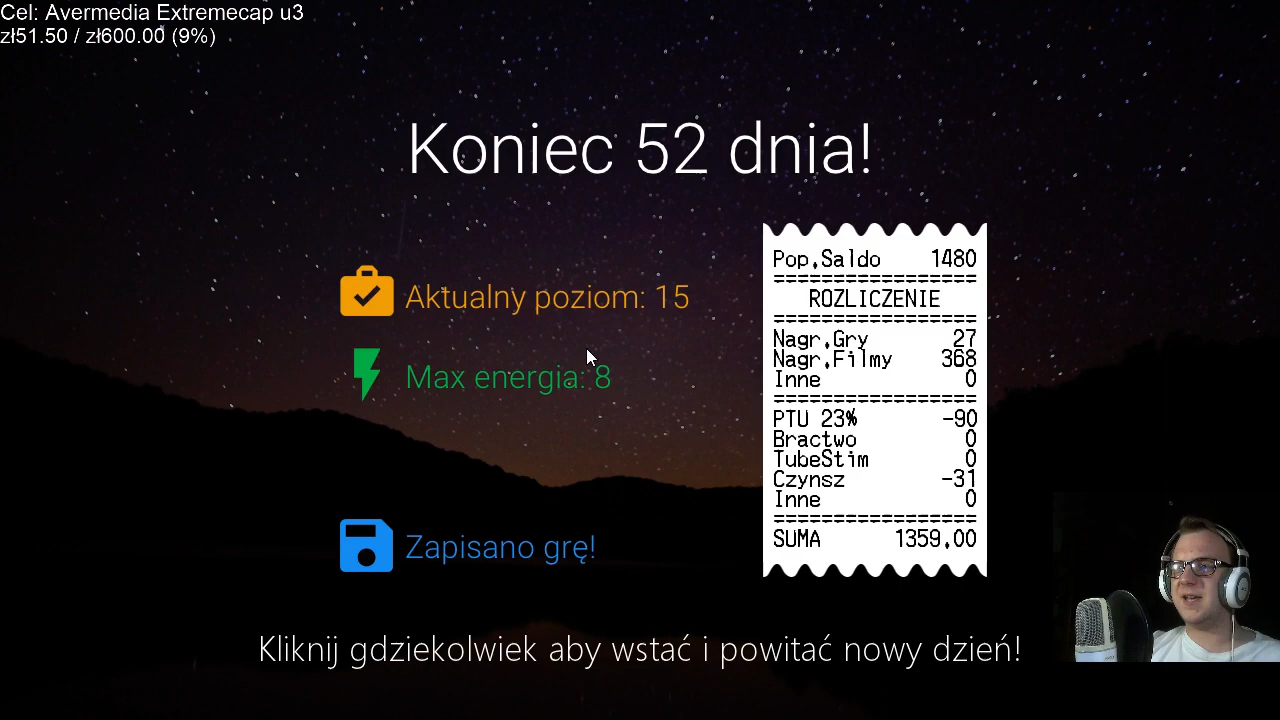 Cel: Avermedia Extremecap u3
zł51.50 / zł600.00 (9%)
Koniec 52 dnia!
Aktualny poziom: 15
Max energia: 8
Zapisano grę!
Pop.Saldo 1480
=================
ROZLICZENIE
=================
Nagr.Gry 27
Nagr.Filmy 368
Inne 0
=================
PTU 23% -90
Bractwo 0
TubeStim 0
Czynsz -31
Inne 0
=================
SUMA 1359.00
Kliknij gdziekolwiek aby wstać i powitać nowy dzień!